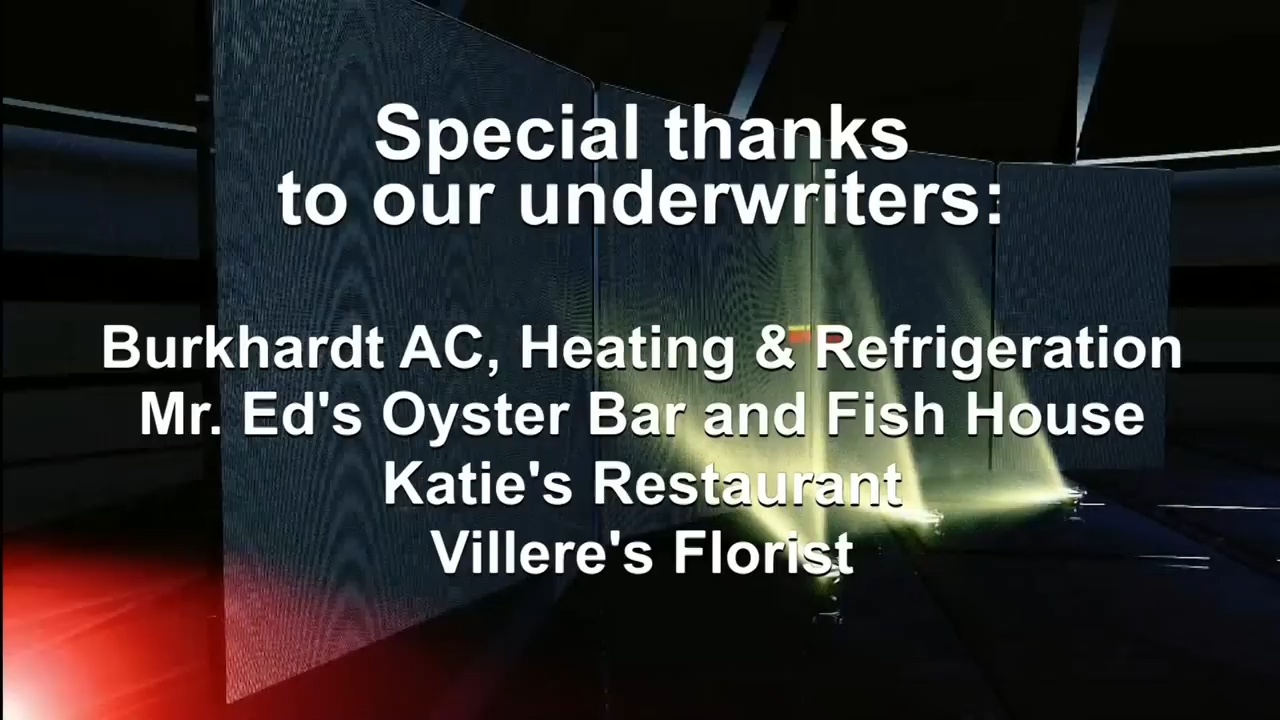 Special thanks
to our underwriters:
Burkhardt AC, Heating & Refrigeration
Mr. Ed's Oyster Bar and Fish House
Katie's Restaurant
Villere's Florist